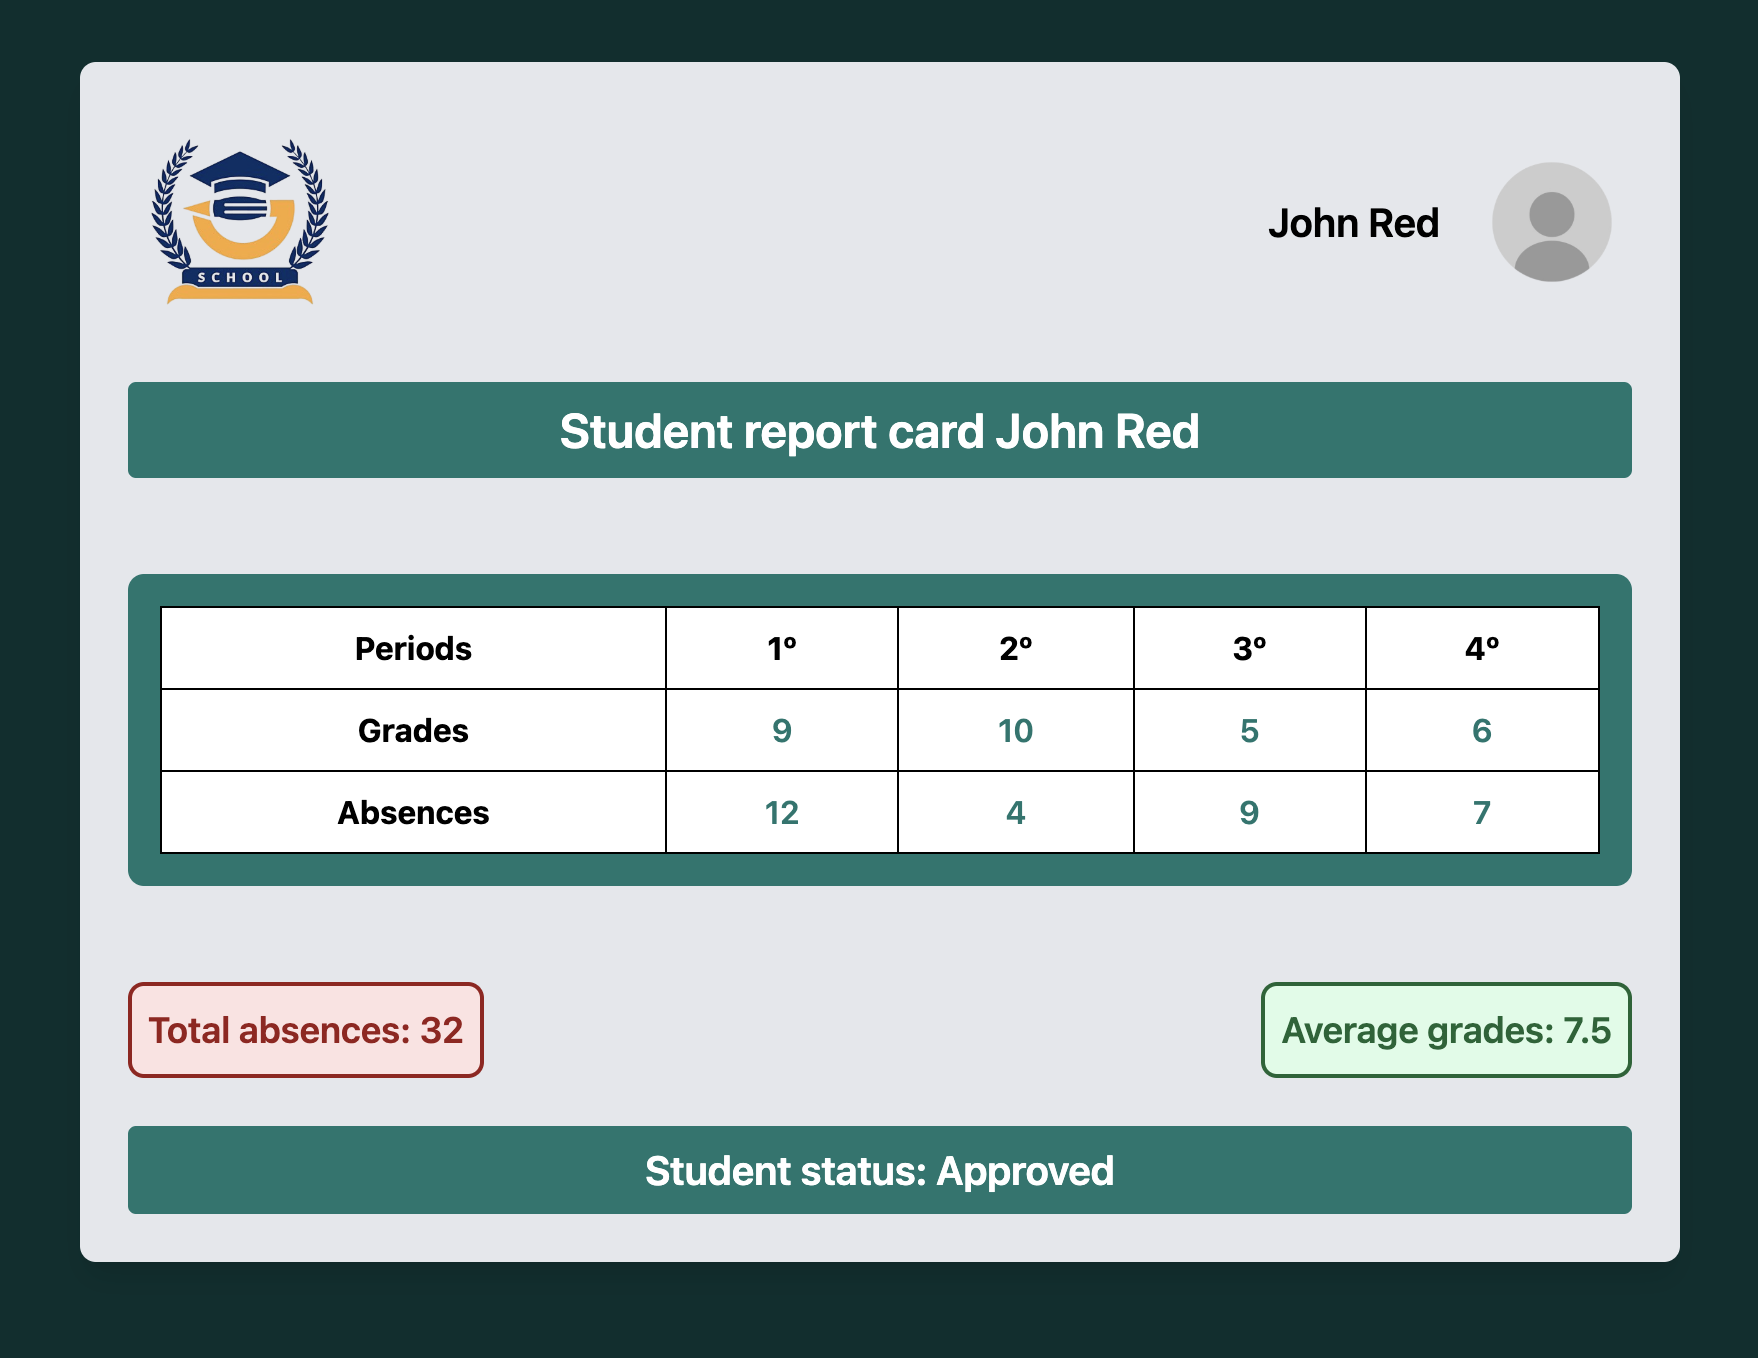 SCHOOL
John Red
Student report card John Red
Periods 1º 2º 3º 4º
Grades 9 10 5 6
Absences 12 4 9 7
Total absences: 32
Average grades: 7.5
Student status: Approved